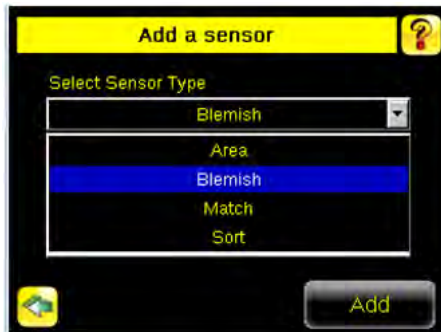 Add a sensor
?
Select Sensor Type
Blemish
Area
Blemish
Match
Sort
Add